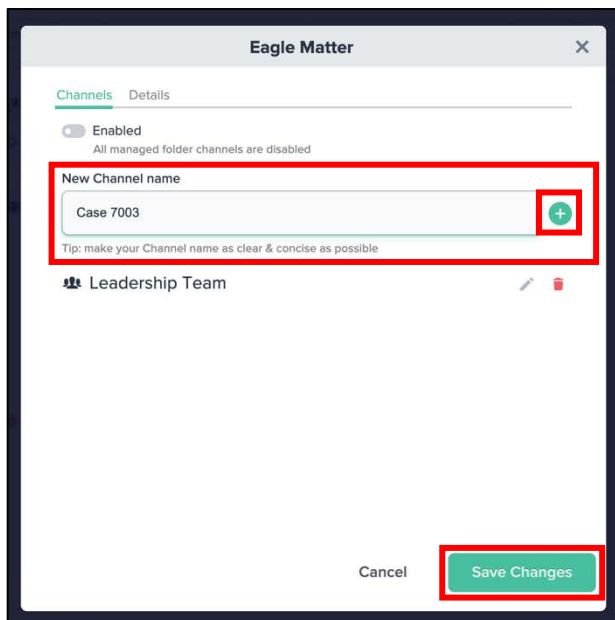 Eagle Matter
Channels Details
Enabled
All managed folder channels are disabled
New Channel name
Case 7003
Tip: make your Channel name as clear & concise as possible
Leadership Team
Cancel Save Changes